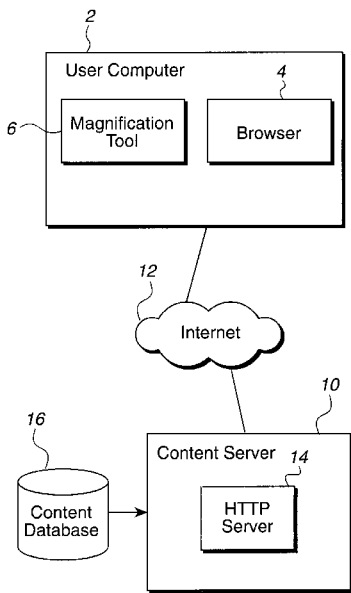 2
User Computer
4
6
Magnification
Tool
Browser
12
Internet
10
16
Content Server
14
Content
Database
HTTP
Server